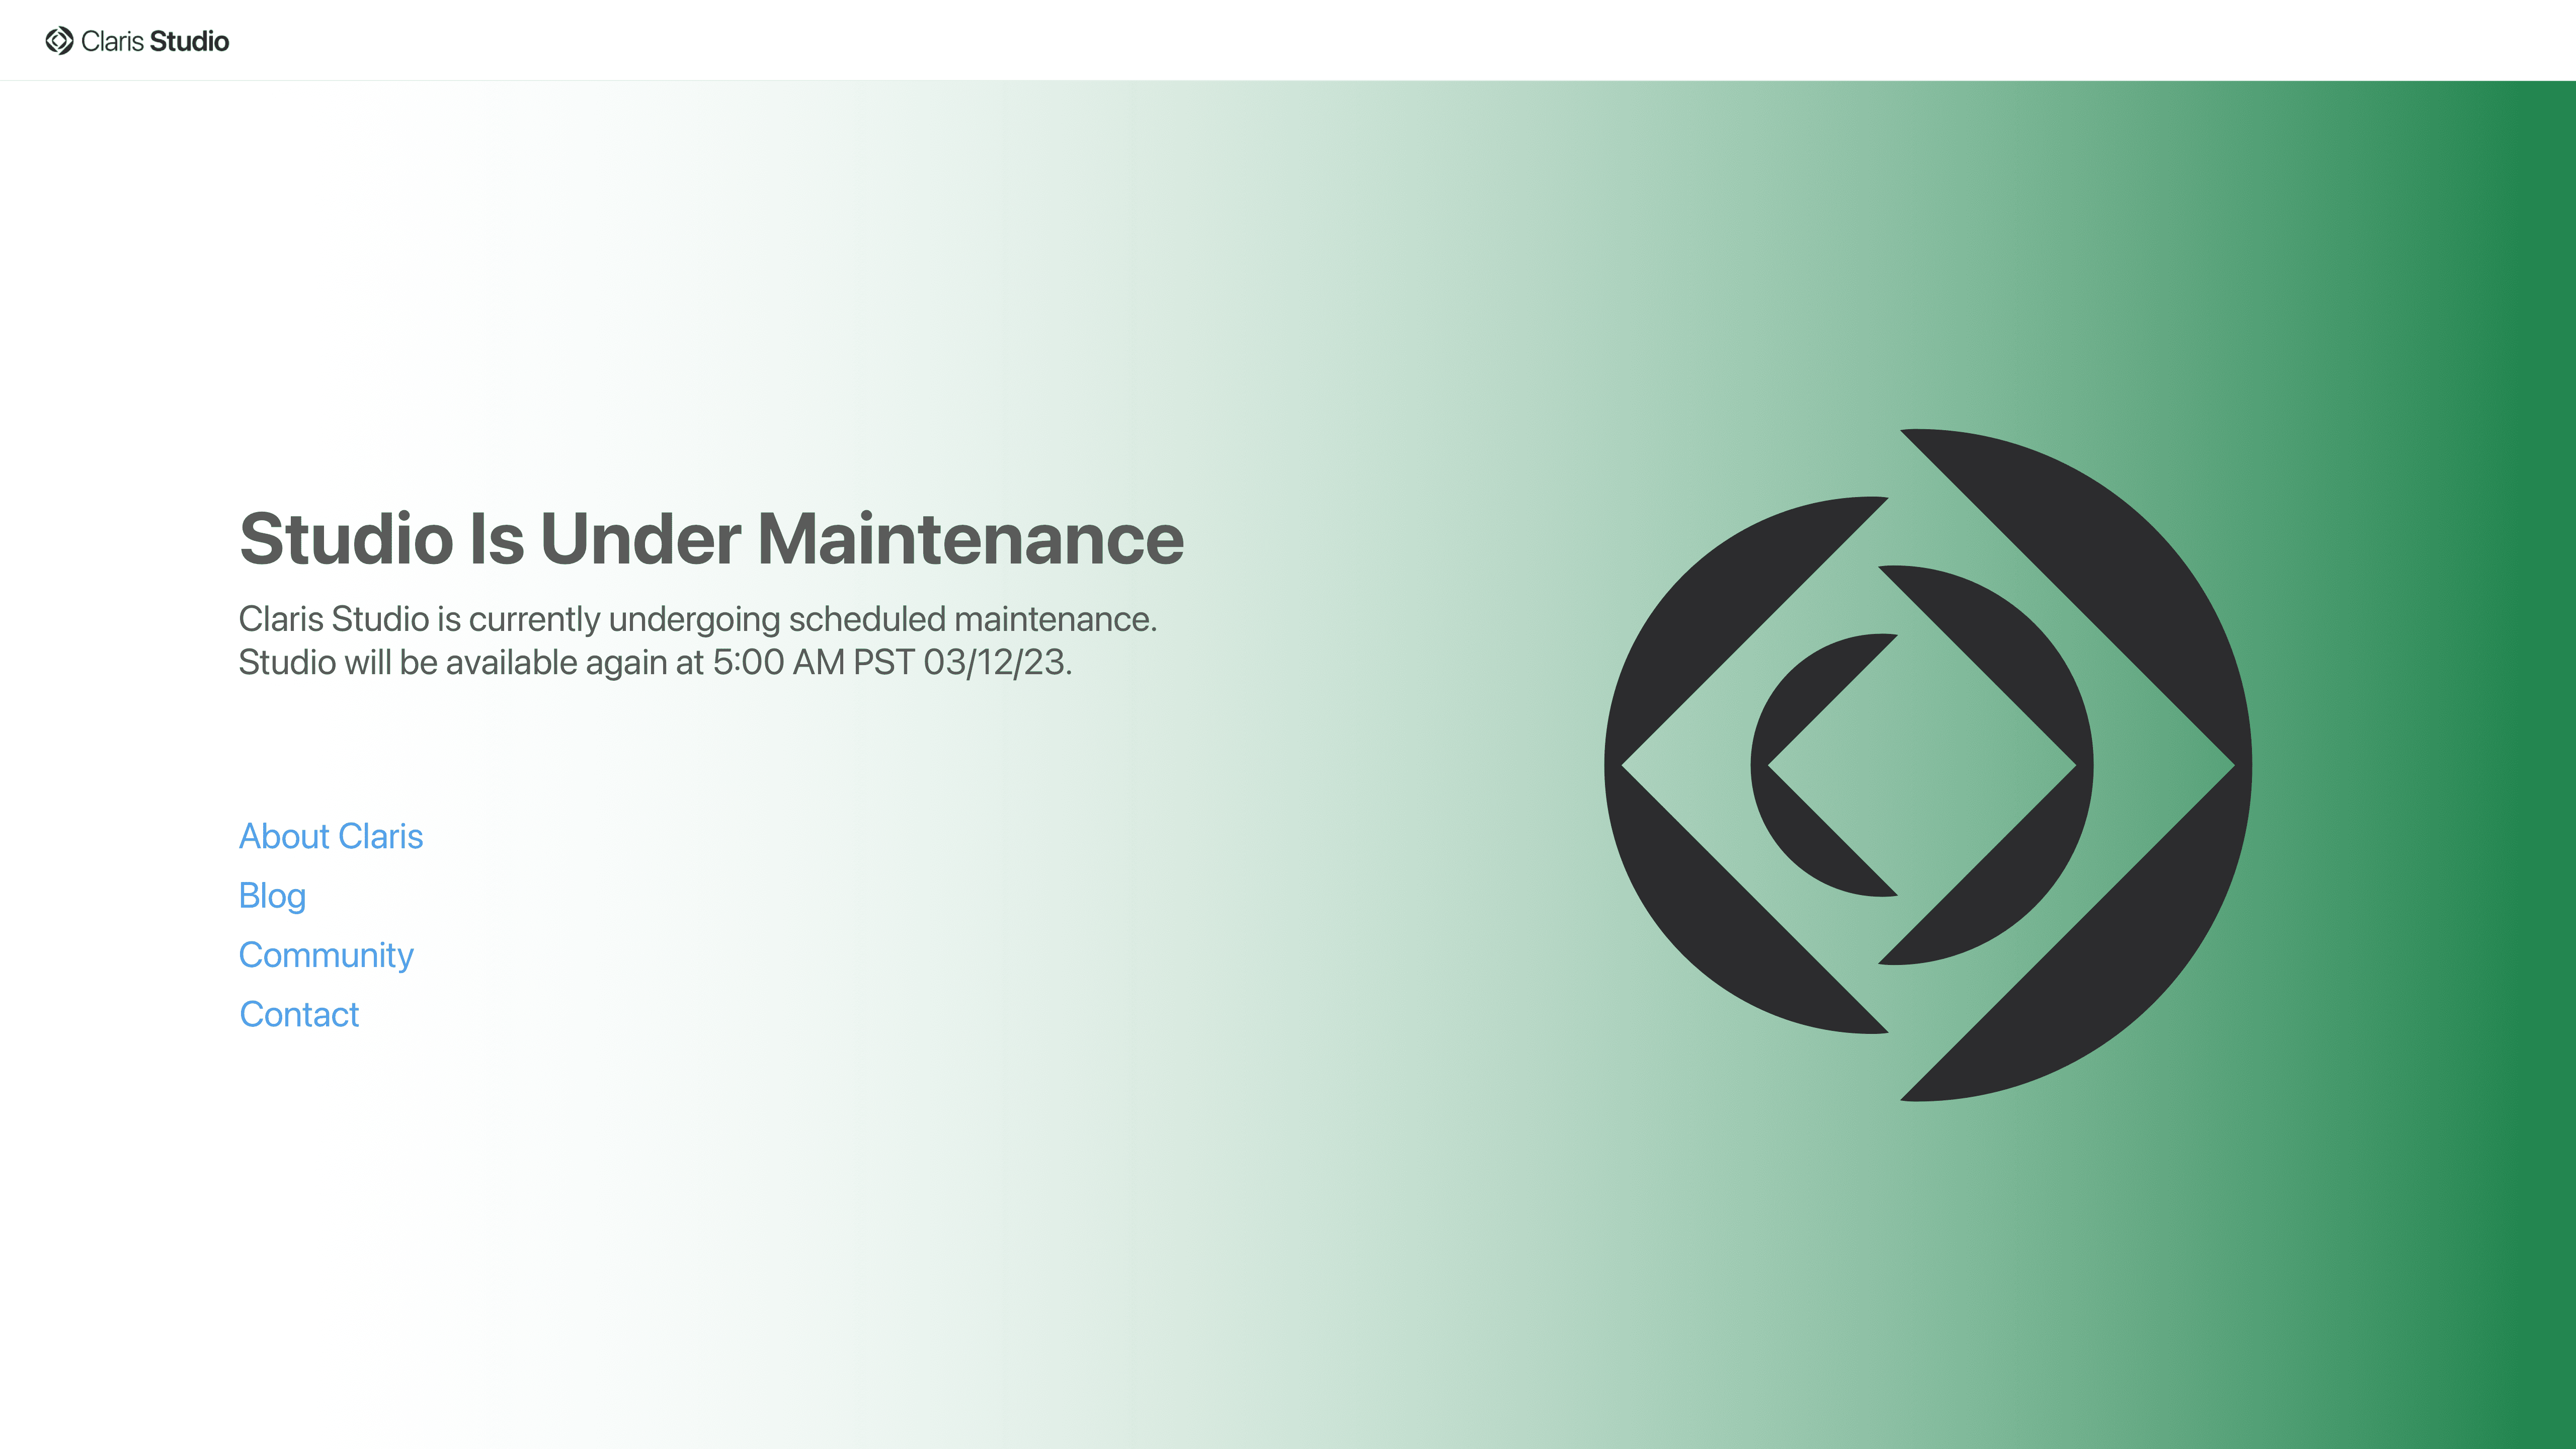 Claris Studio
Studio Is Under Maintenance
Claris Studio is currently undergoing scheduled maintenance.
Studio will be available again at 5:00 AM PST 03/12/23.
About Claris
Blog
Community
Contact